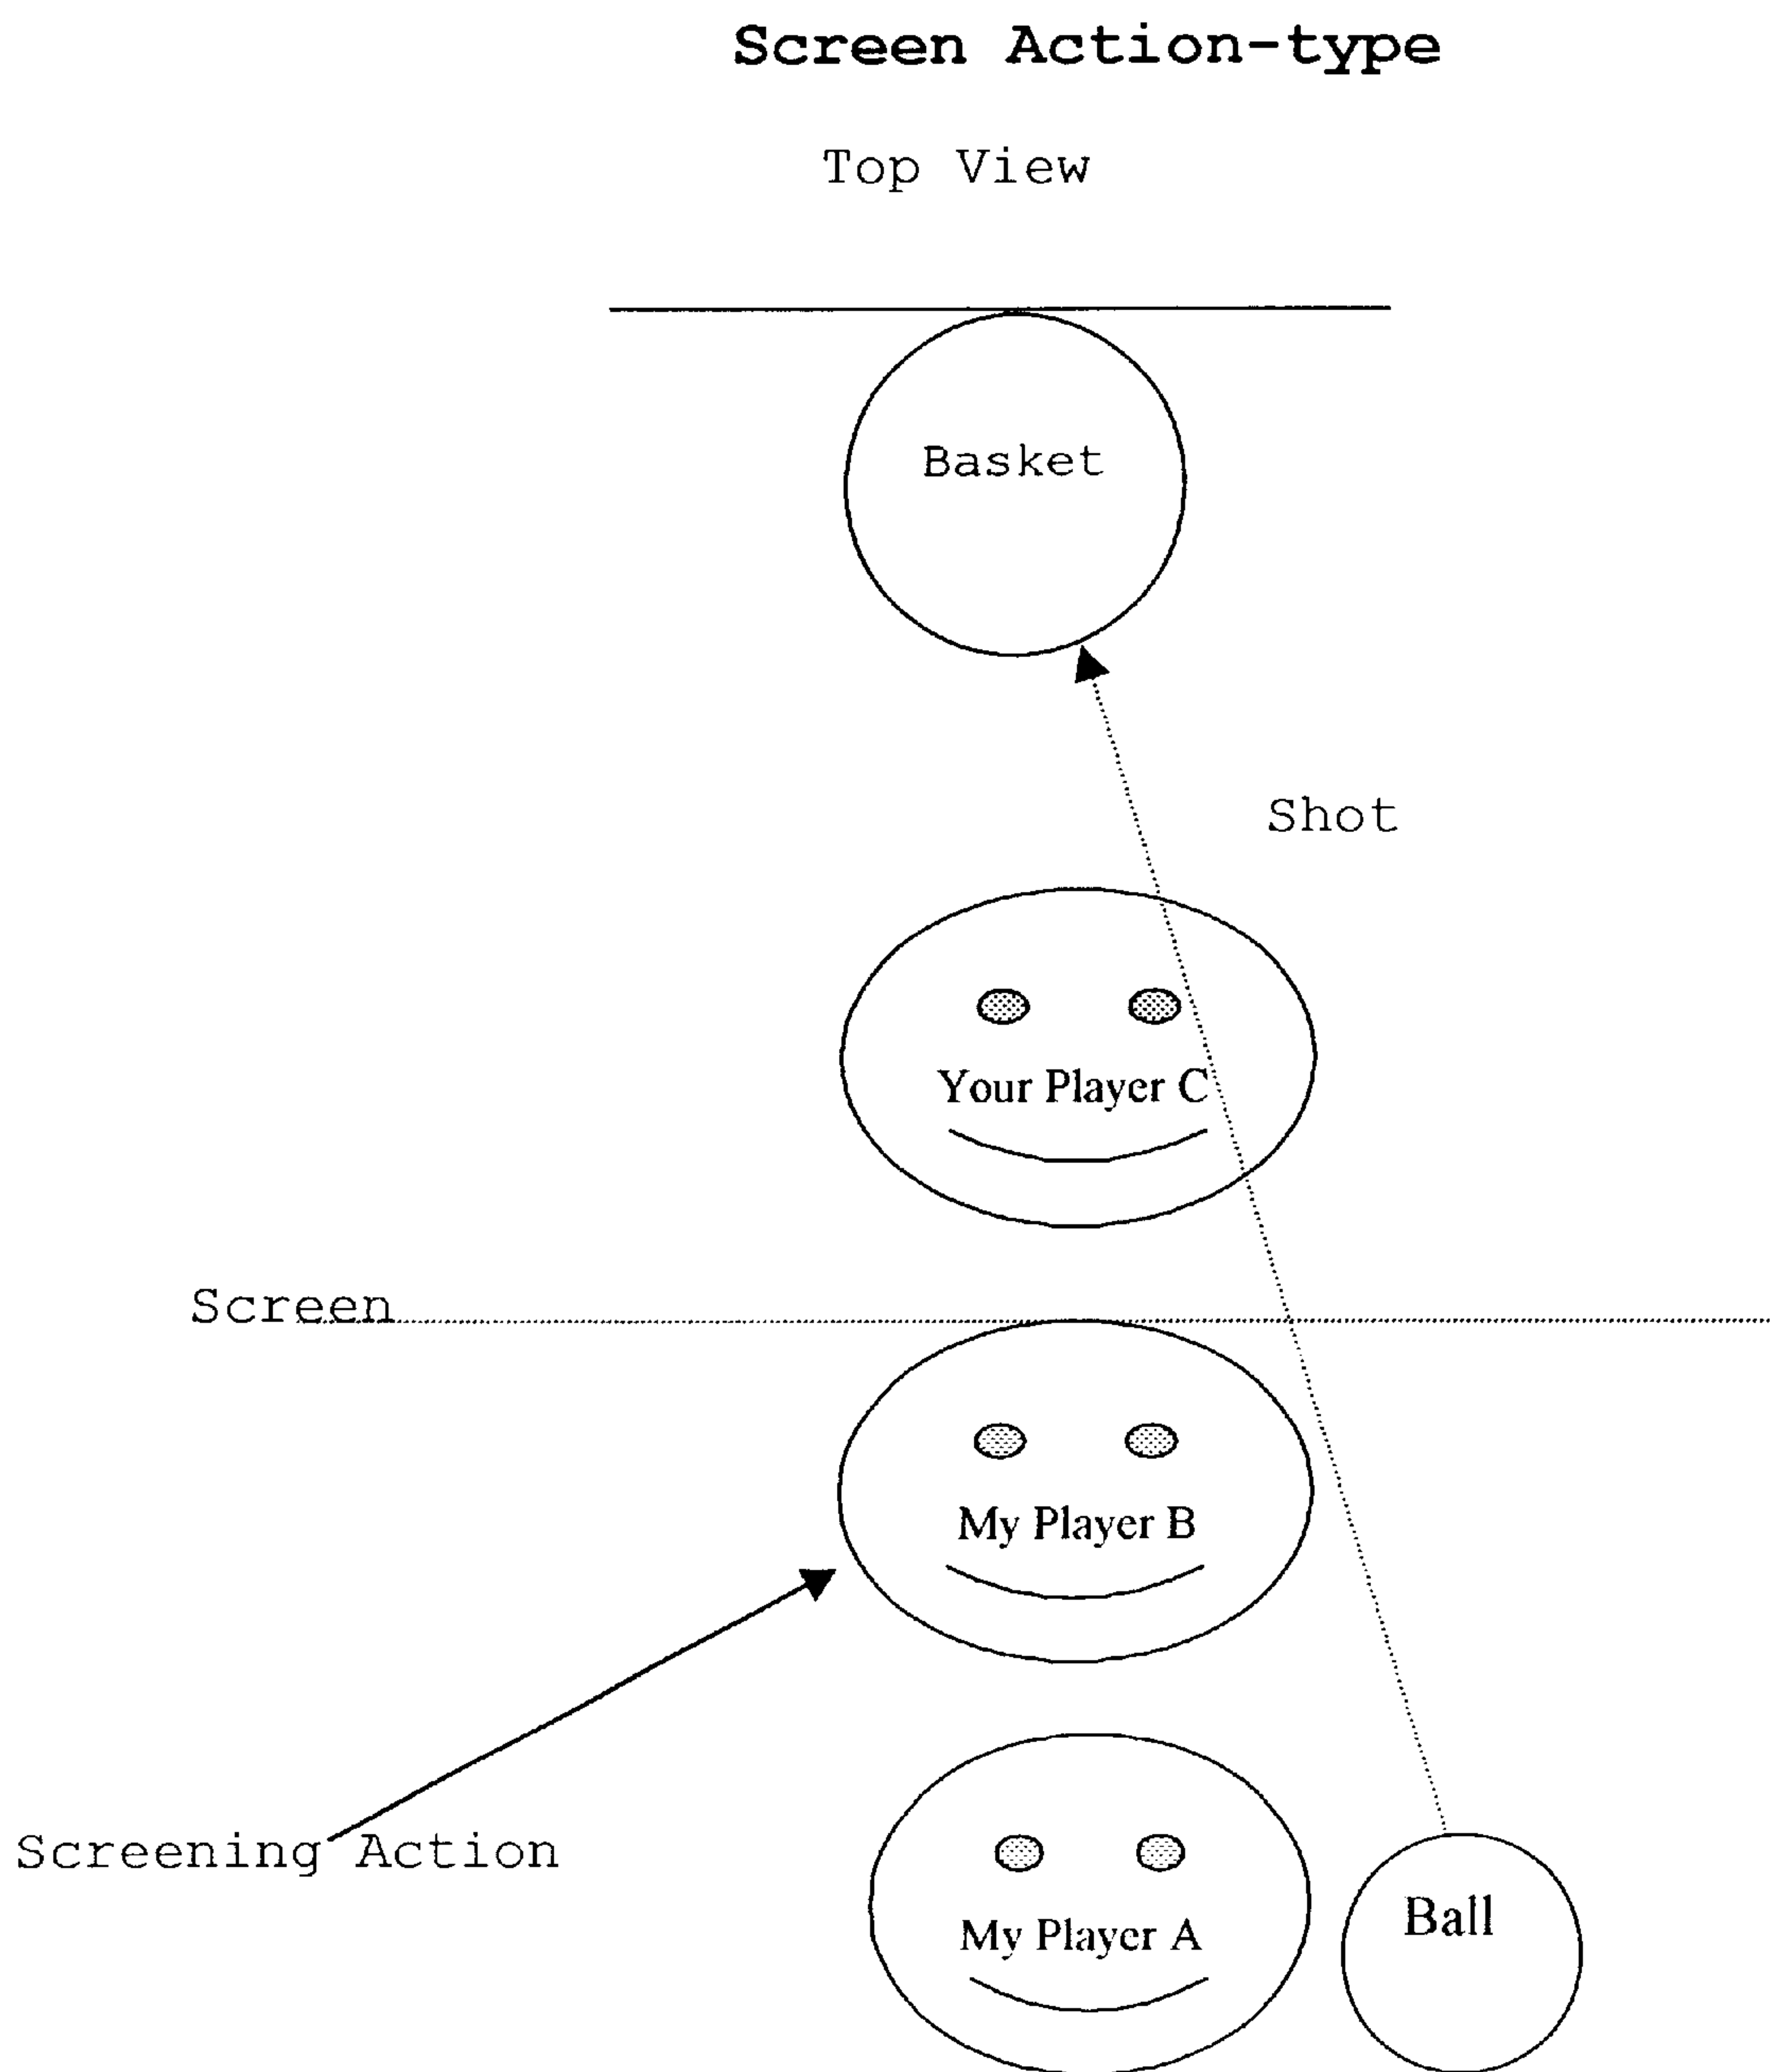 Screen Action-type
Top View
Basket
Shot
Your Player C
Screen
My Player B
Screening Action
My Player A
Ball